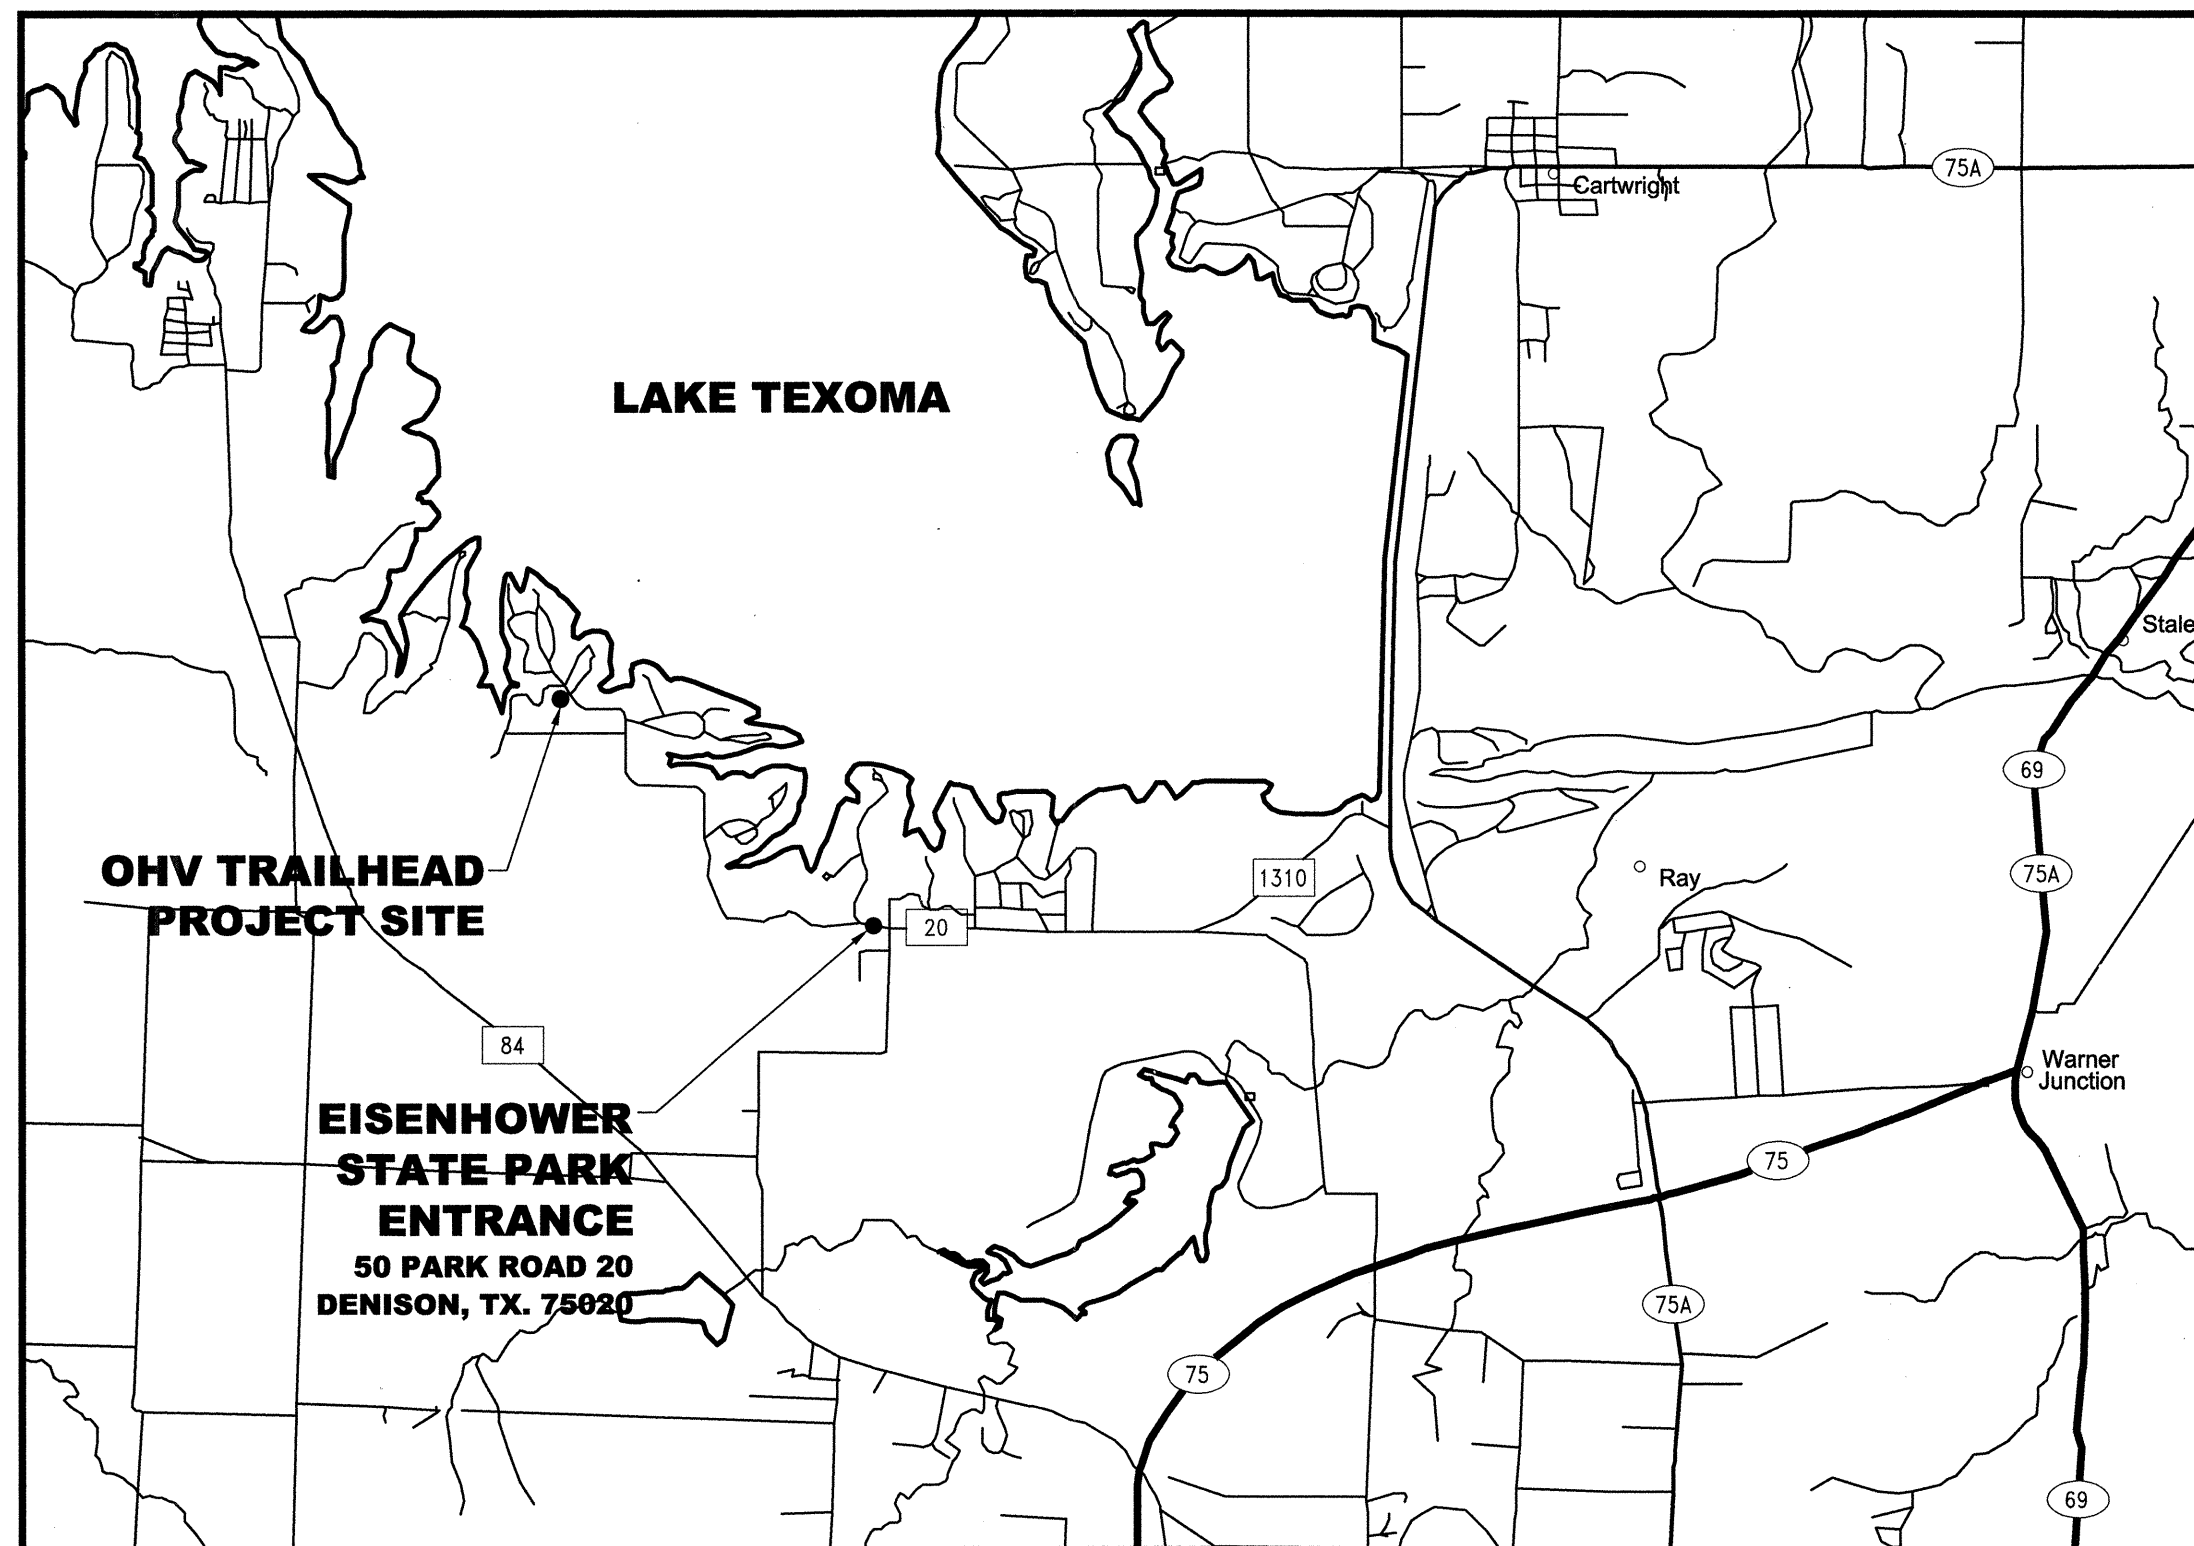 75A
Cartwright
LAKE TEXOMA
Stale
69
OHV TRAILHEAD
PROJECT SITE
1310
Ray
75A
20
84
Warner
Junction
EISENHOWER
STATE PARK
ENTRANCE
50 PARK ROAD 20
DENISON, TX. 75020
75
75A
75
69